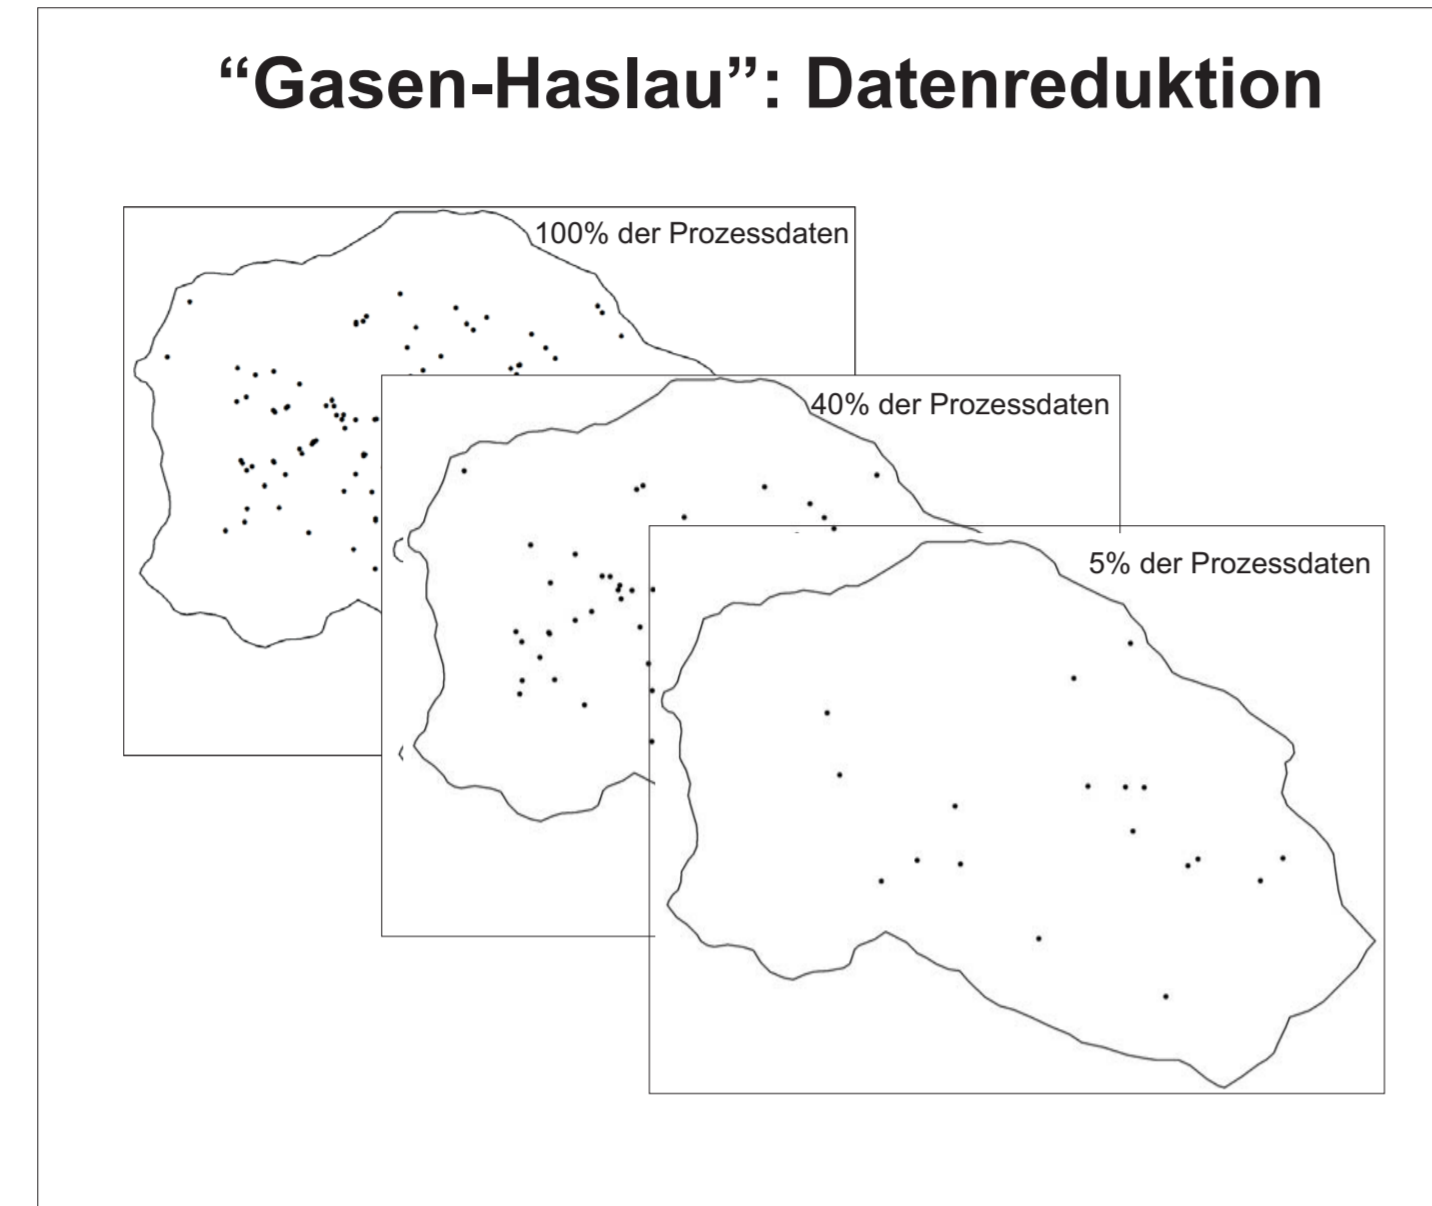 “Gasen-Haslau”: Datenreduktion
100% der Prozessdaten
40% der Prozessdaten
5% der Prozessdaten